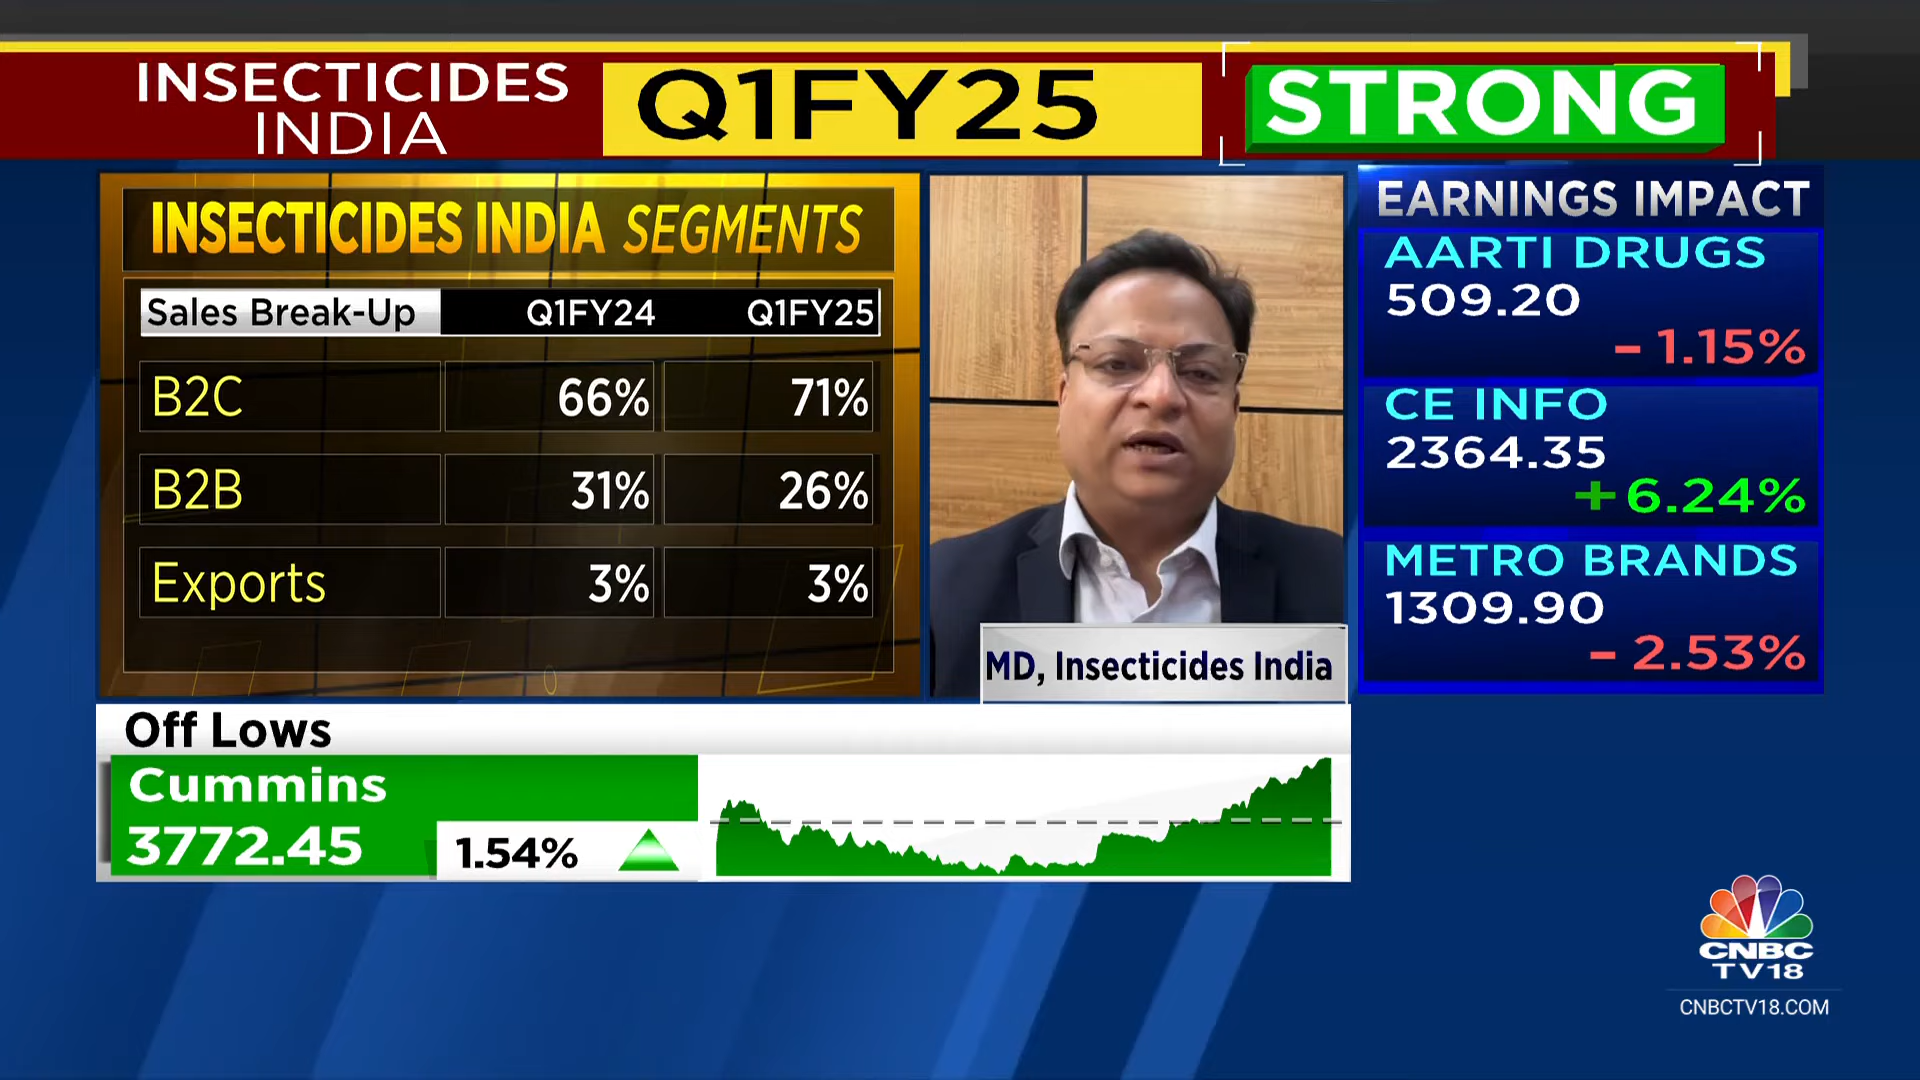 INSECTICIDES
INDIA
Q1FY25
STRONG
INSECTICIDES INDIA SEGMENTS
Sales Break-Up Q1FY24 Q1FY25
B2C 66% 71%
B2B 31% 26%
Exports 3% 3%
MD, Insecticides India
EARNINGS IMPACT
AARTI DRUGS
509.20
- 1.15%
CE INFO
2364.35
+ 6.24%
METRO BRANDS
1309.90
- 2.53%
Off Lows
Cummins
3772.45
1.54%
CNBC
TV18
CNBCTV18.COM